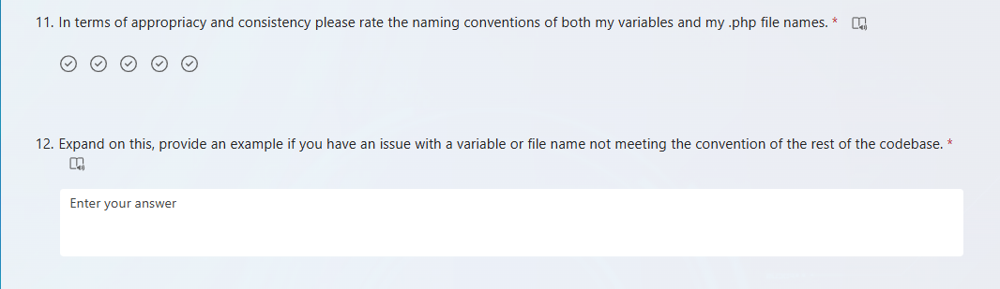 11. In terms of appropriacy and consistency please rate the naming conventions of both my variables and my .php file names. *
12. Expand on this, provide an example if you have an issue with a variable or file name not meeting the convention of the rest of the codebase. *
Enter your answer